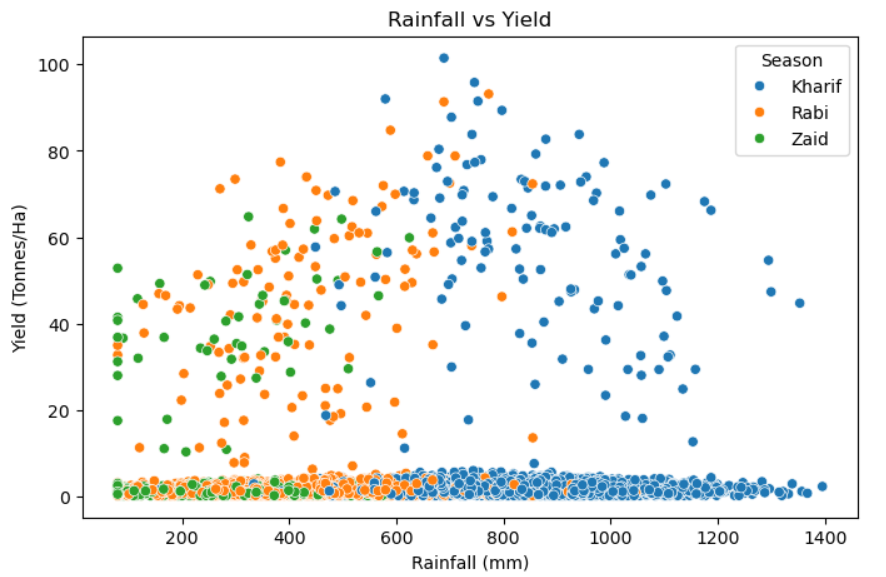 Rainfall vs Yield
Season
Kharif
Rabi
Zaid
100
80
60
40
20
0
Yield (Tonnes/Ha)
200 400 600 800 1000 1200 1400
Rainfall (mm)